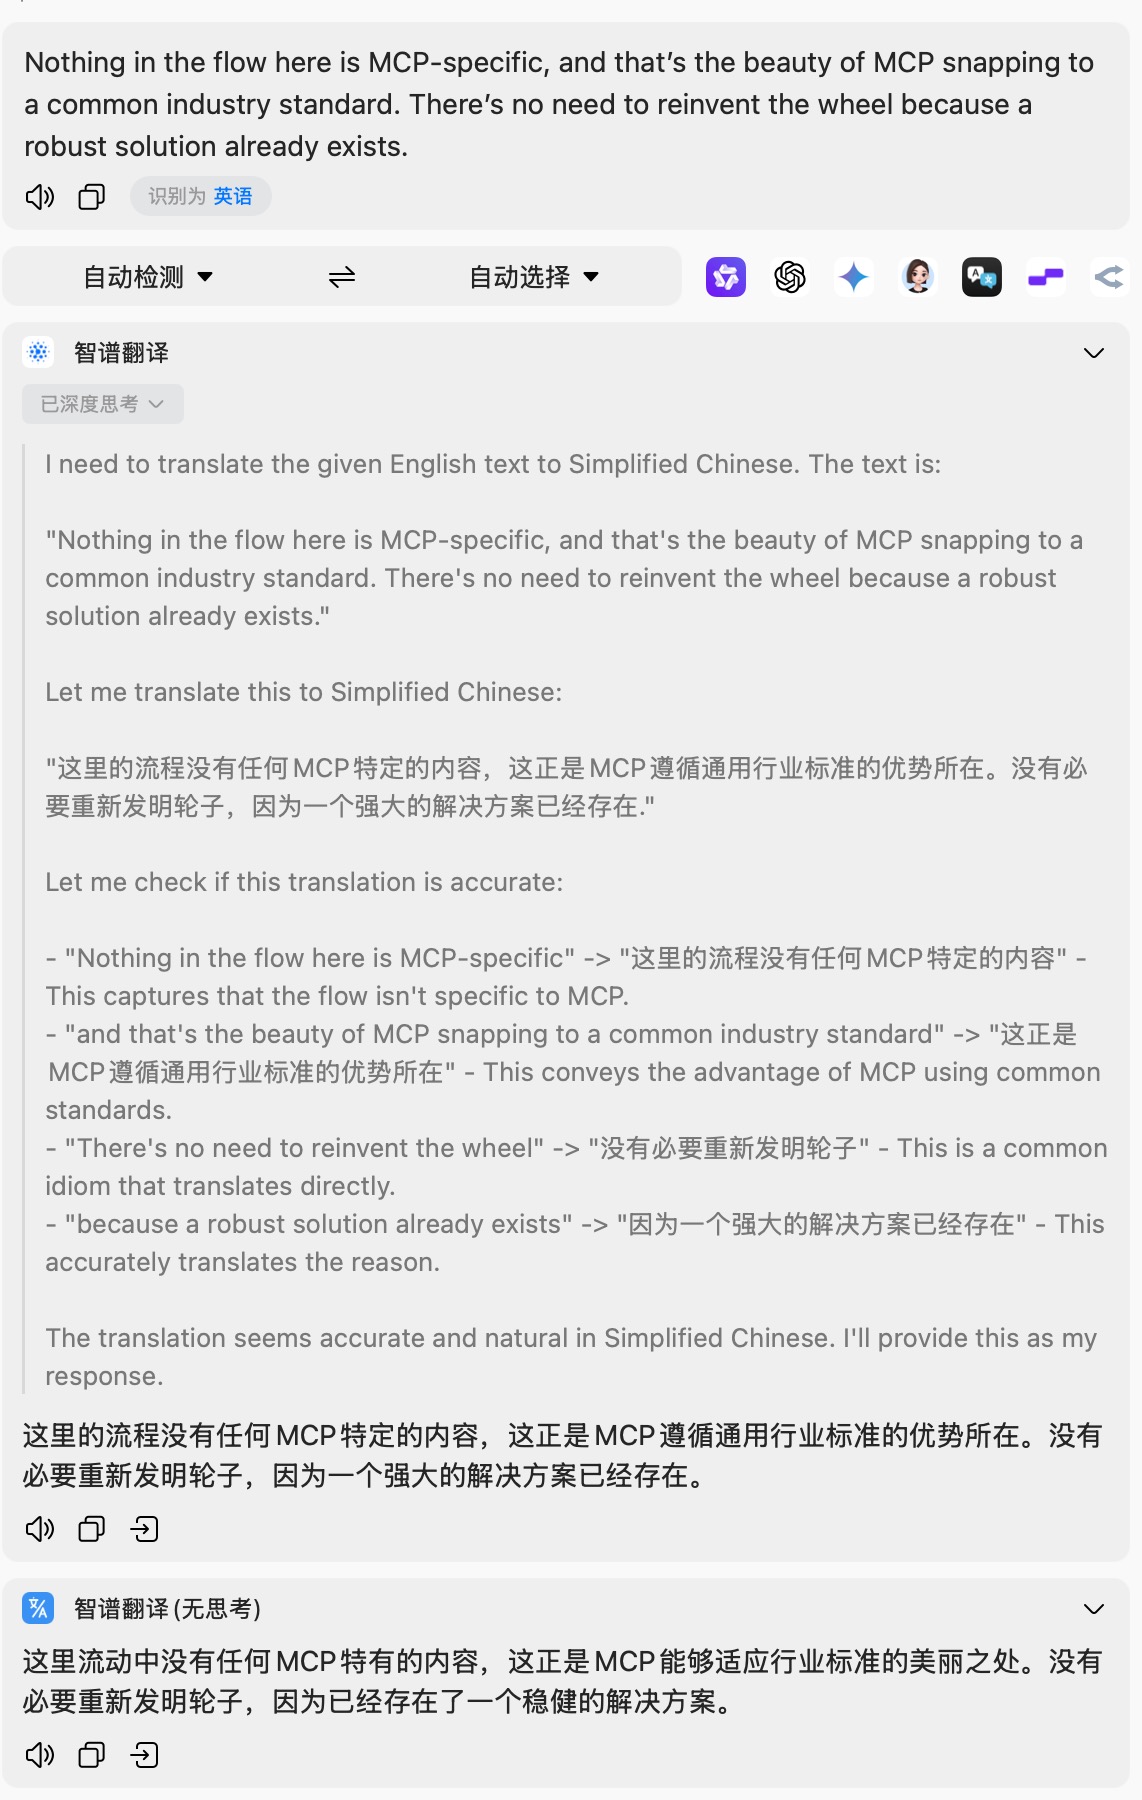 Nothing in the flow here is MCP-specific, and that’s the beauty of MCP snapping to
a common industry standard. There’s no need to reinvent the wheel because a
robust solution already exists.
识别为 英语
自动检测 自动选择
智谱翻译
已深度思考
I need to translate the given English text to Simplified Chinese. The text is:
"Nothing in the flow here is MCP-specific, and that's the beauty of MCP snapping to a
common industry standard. There's no need to reinvent the wheel because a robust
solution already exists."
Let me translate this to Simplified Chinese:
"这里的流程没有任何MCP特定的内容，这正是MCP遵循通用行业标准的优势所在。没有必
要重新发明轮子，因为一个强大的解决方案已经存在."
Let me check if this translation is accurate:
- "Nothing in the flow here is MCP-specific" -> "这里的流程没有任何MCP特定的内容" -
This captures that the flow isn't specific to MCP.
- "and that's the beauty of MCP snapping to a common industry standard" -> "这正是
MCP遵循通用行业标准的优势所在" - This conveys the advantage of MCP using common
standards.
- "There's no need to reinvent the wheel" -> "没有必要重新发明轮子" - This is a common
idiom that translates directly.
- "because a robust solution already exists" -> "因为一个强大的解决方案已经存在" - This
accurately translates the reason.
The translation seems accurate and natural in Simplified Chinese. I'll provide this as my
response.
这里的流程没有任何MCP特定的内容，这正是MCP遵循通用行业标准的优势所在。没有
必要重新发明轮子，因为一个强大的解决方案已经存在。
智谱翻译(无思考)
这里流动中没有任何MCP特有的内容，这正是MCP能够适应行业标准的美丽之处。没有
必要重新发明轮子，因为已经存在了一个稳健的解决方案。